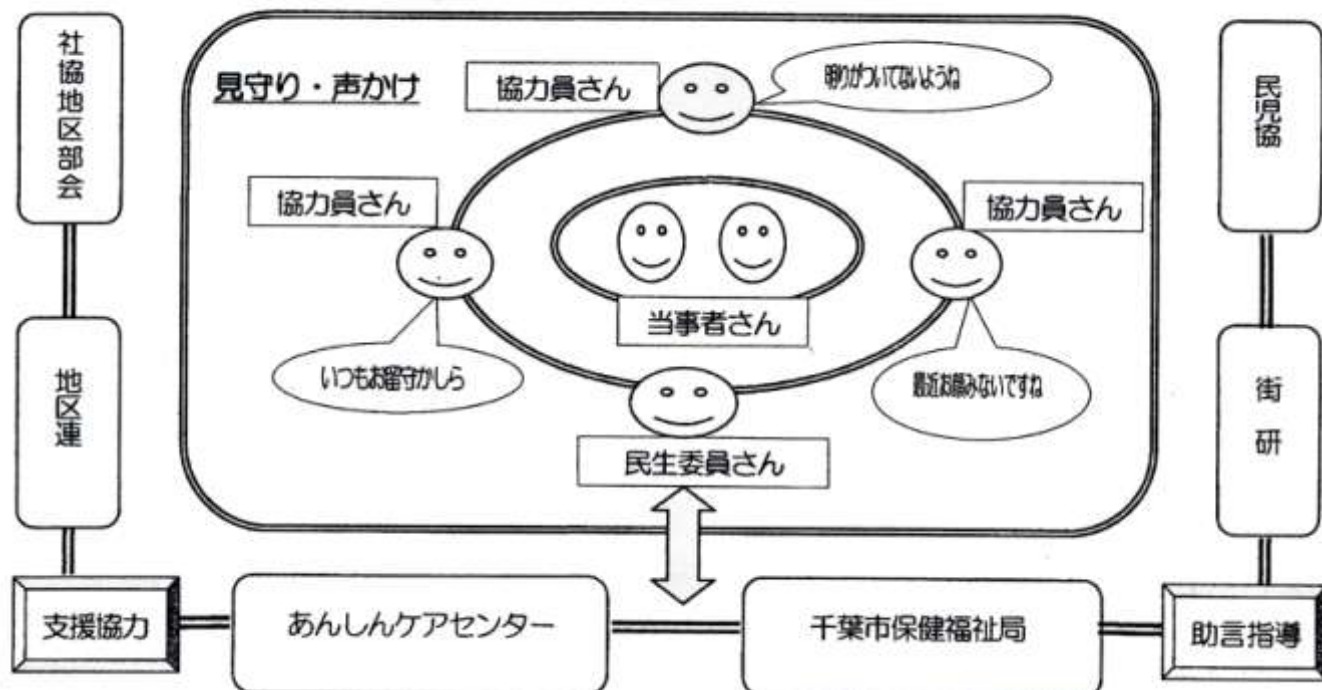 社協地区部会
地区連
支援協力
見守り・声かけ
協力員さん
明りがついてないようね
協力員さん
いつもお留守かしら
協力員さん
最近お顔みないですね
当事者さん
民生委員さん
あんしんケアセンター
千葉市保健福祉局
民児協
街研
助言指導